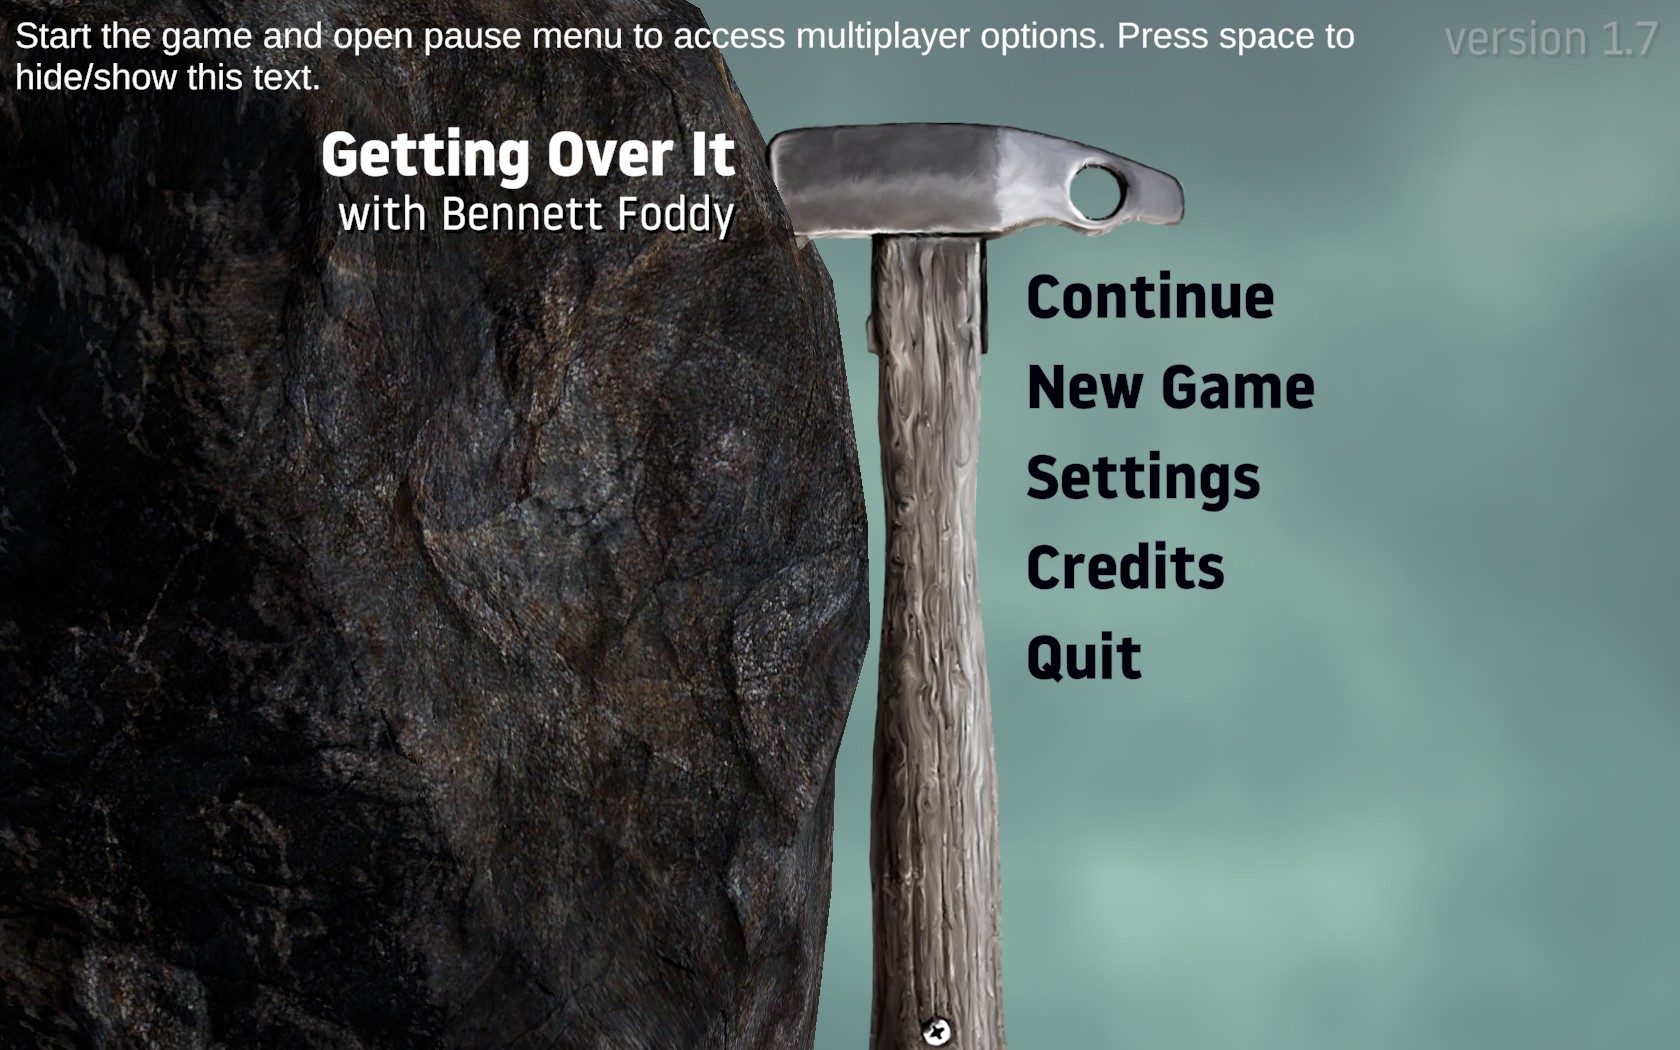 Start the game and open pause menu to access multiplayer options. Press space to
hide/show this text.
version 1.7
Getting Over It
with Bennett Foddy
Continue
New Game
Settings
Credits
Quit